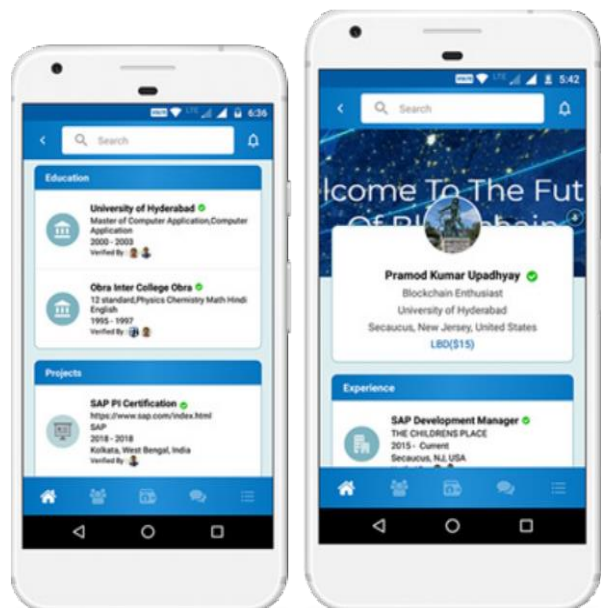 LTE 6:36
Search
Education
University of Hyderabad
Master of Computer Application,Computer
Application
2000 - 2003
Verified By :
Obra Inter College Obra
12 standard,Physics Chemistry Math Hindi
English
1995 - 1997
Verified By :
Projects
SAP PI Certification
https://www.sap.com/index.html
SAP
2018 - 2018
Kolkata, West Bengal, India
Verified By :
LTE 5:42
Search
lcome To The Fut
Of Bl chain
Pramod Kumar Upadhyay
Blockchain Enthusiast
University of Hyderabad
Secaucus, New Jersey, United States
LBD($15)
Experience
SAP Development Manager
THE CHILDRENS PLACE
2015 - Current
Secaucus, NJ, USA